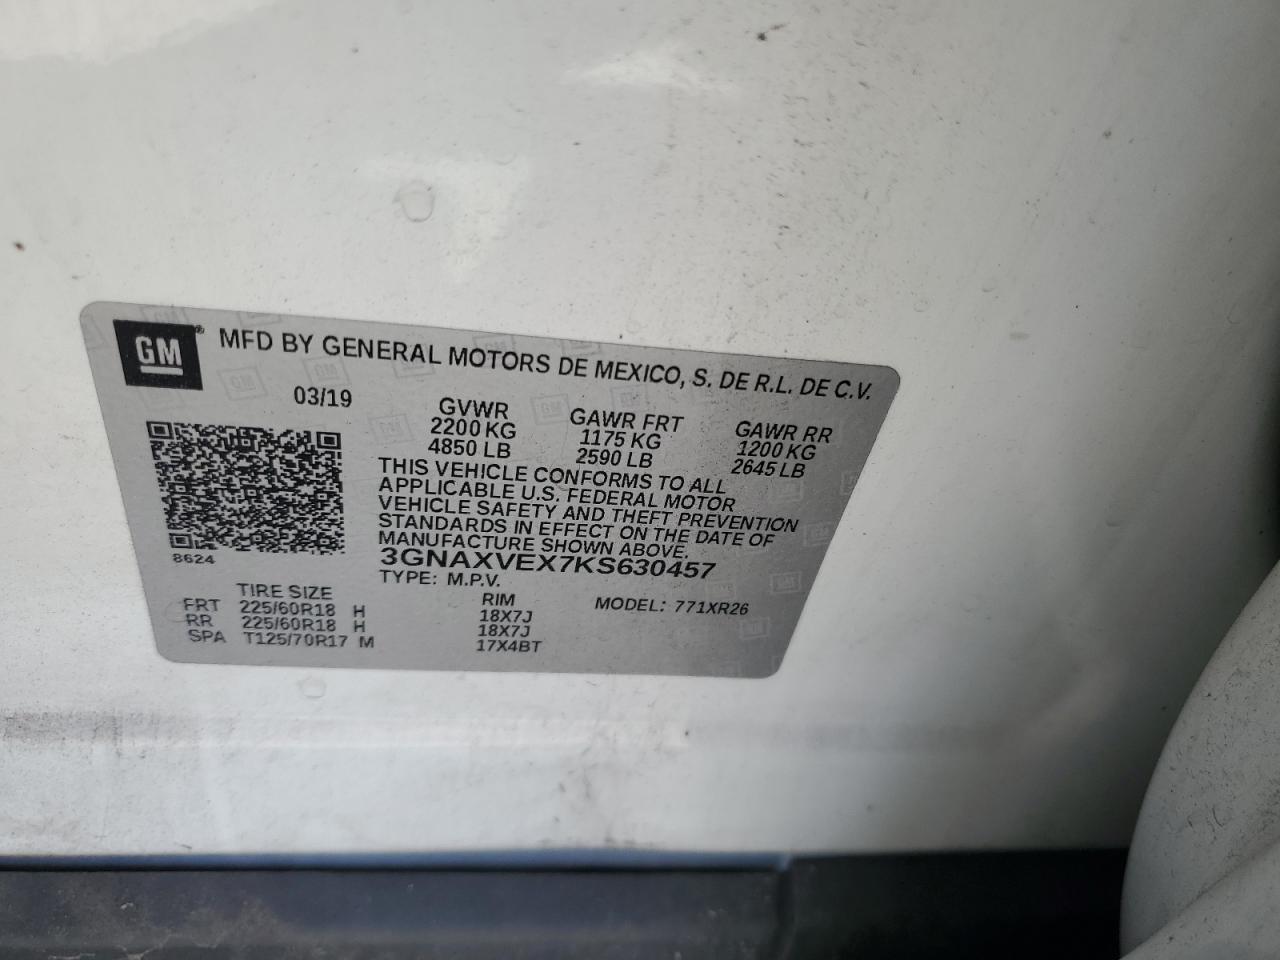 GM ® MFD BY GENERAL MOTORS DE MEXICO, S. DE R.L. DE C.V.
03/19
GVWR GAWR FRT GAWR RR
2200 KG 1175 KG 1200 KG
4850 LB 2590 LB 2645 LB
THIS VEHICLE CONFORMS TO ALL
APPLICABLE U.S. FEDERAL MOTOR
VEHICLE SAFETY AND THEFT PREVENTION
STANDARDS IN EFFECT ON THE DATE OF
MANUFACTURE SHOWN ABOVE.
8624
3GNAXVEX7KS630457
TYPE: M.P.V.
TIRE SIZE RIM MODEL: 771XR26
FRT 225/60R18 H 18X7J
RR 225/60R18 H 18X7J
SPA T125/70R17 M 17X4BT